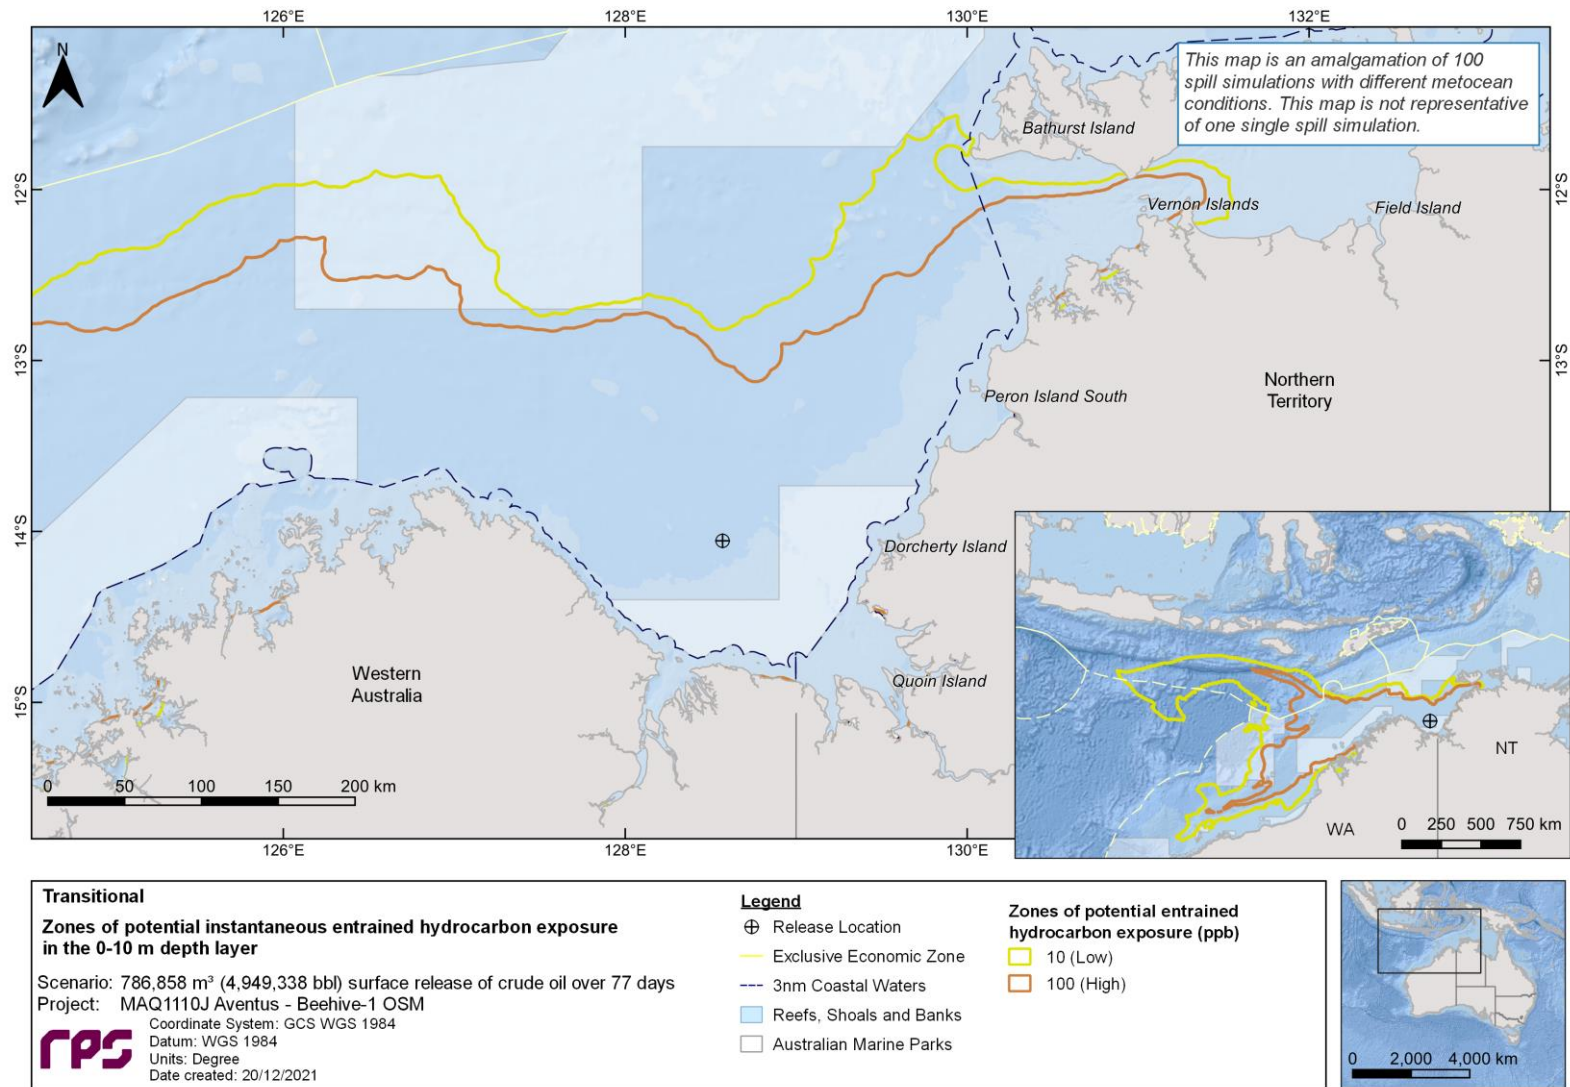 126°E
128°E
130°E
132°E
N
This map is an amalgamation of 100
spill simulations with different metocean
conditions. This map is not representative
of one single spill simulation.
Bathurst Island
12°S
12°S
Vernon Islands
Field Island
13°S
13°S
Northern
Territory
Peron Island South
14°S
Dorcherty Island
Western
Australia
Quoin Island
15°S
0 50 100 150 200 km
NT
WA
0 250 500 750 km
126°E
128°E
130°E
Transitional
Zones of potential instantaneous entrained hydrocarbon exposure
in the 0-10 m depth layer
Scenario: 786,858 m³ (4,949,338 bbl) surface release of crude oil over 77 days
Project: MAQ1110J Aventus - Beehive-1 OSM
rps
Coordinate System: GCS WGS 1984
Datum: WGS 1984
Units: Degree
Date created: 20/12/2021
Legend
Release Location
Exclusive Economic Zone
3nm Coastal Waters
Reefs, Shoals and Banks
Australian Marine Parks
Zones of potential entrained
hydrocarbon exposure (ppb)
10 (Low)
100 (High)
0 2,000 4,000 km